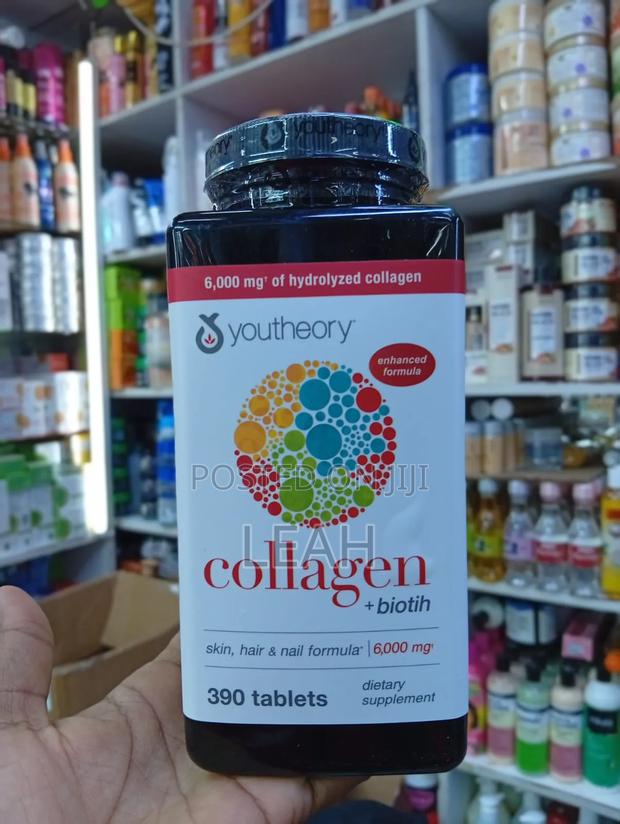 youtheory
6,000 mg† of hydrolyzed collagen
youtheory™
enhanced
formula
POSTED ON JIJI
LEAH
collagen
+ biotih
skin, hair & nail formula* | 6,000 mg†
390 tablets
dietary
supplement